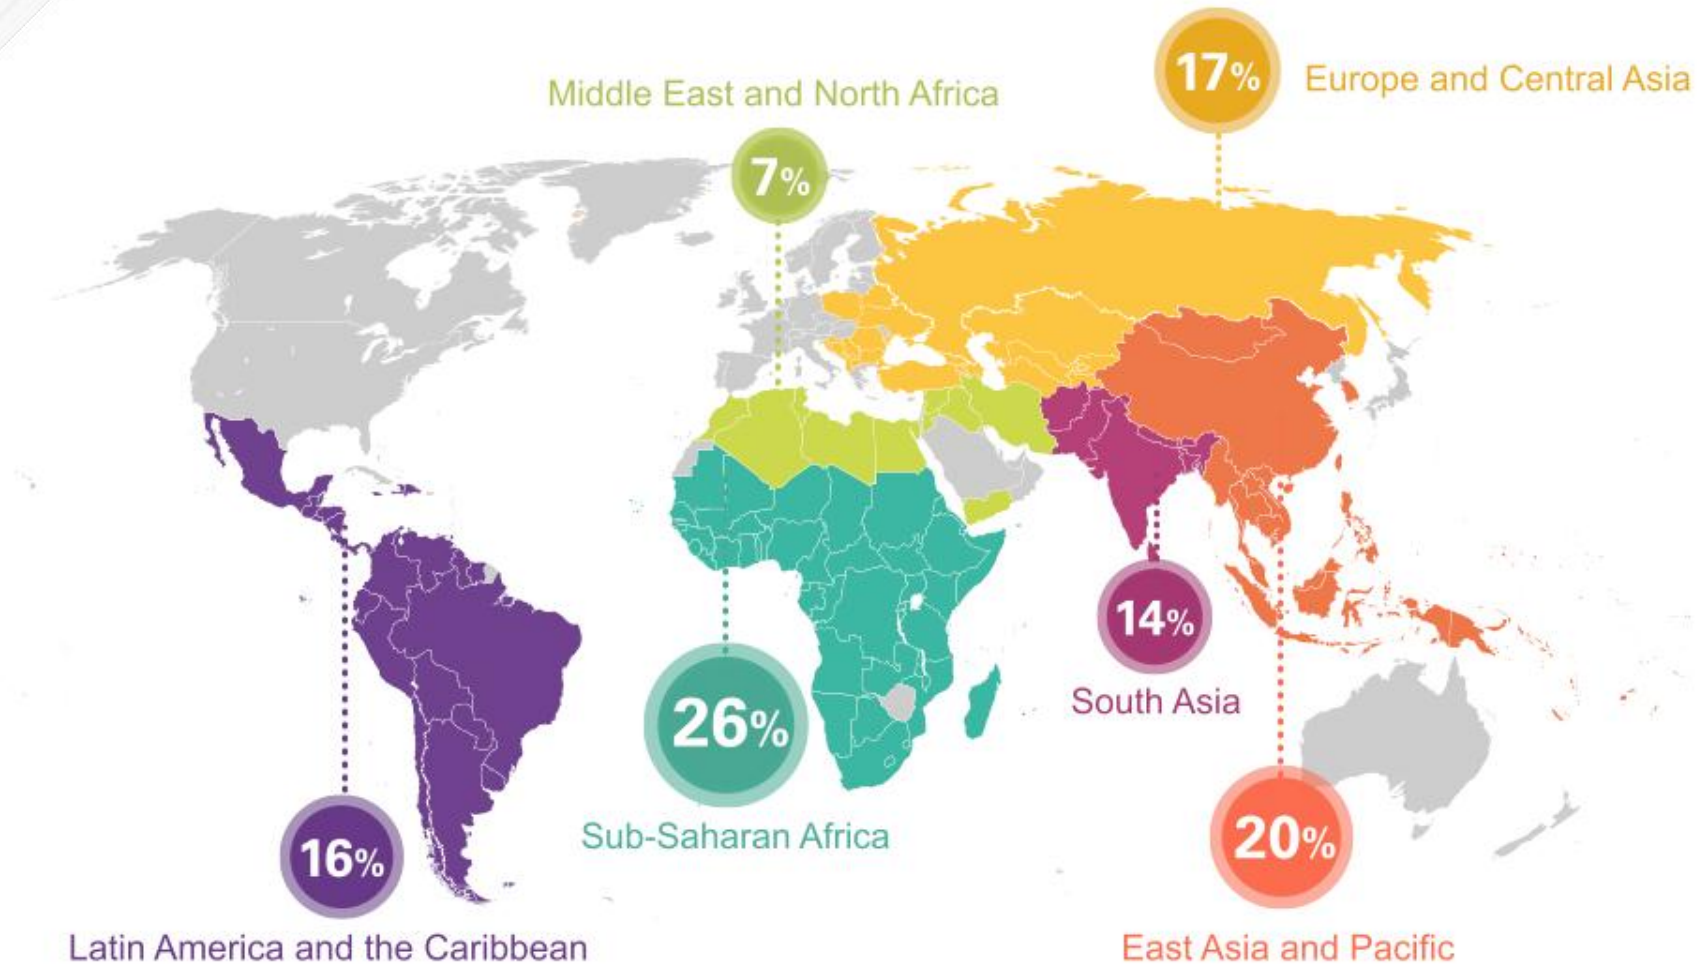 17%
Europe and Central Asia
Middle East and North Africa
7%
14%
South Asia
26%
Sub-Saharan Africa
20%
East Asia and Pacific
16%
Latin America and the Caribbean